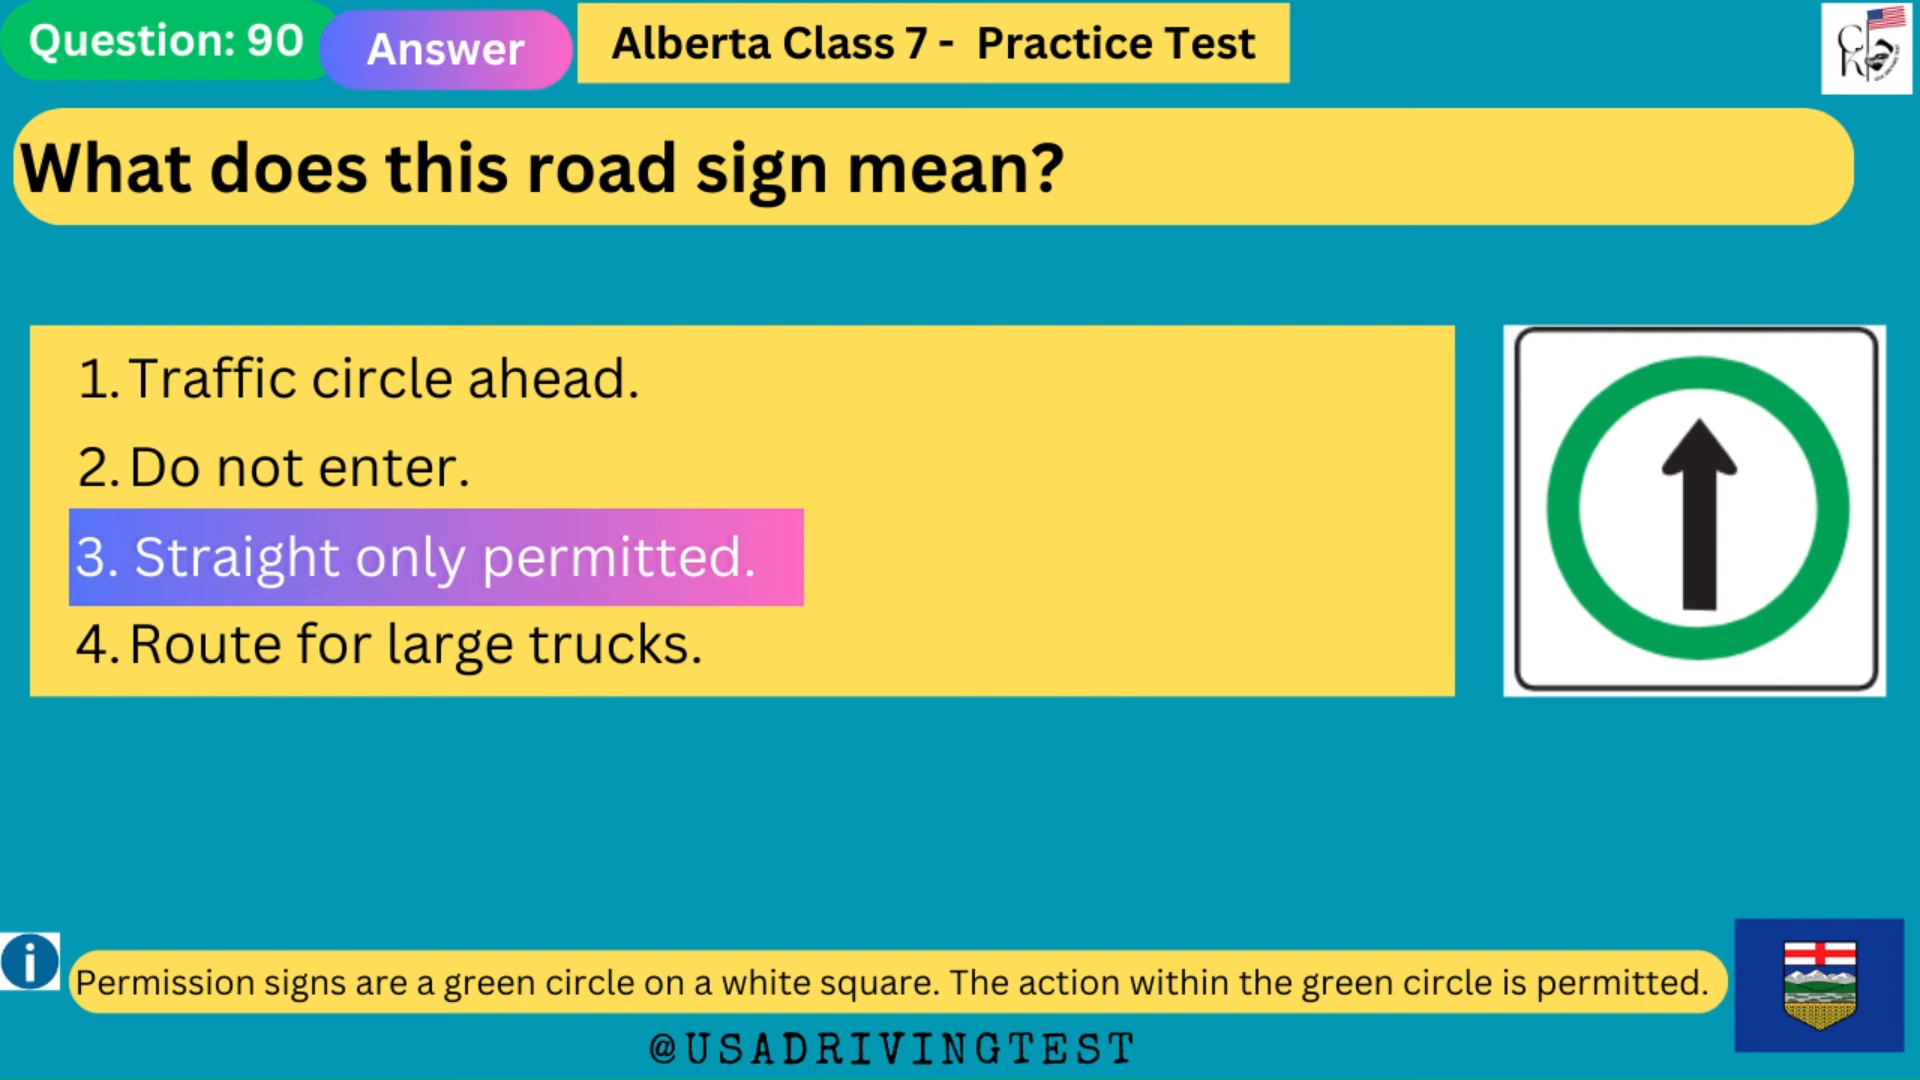 Question: 90
Answer
Alberta Class 7 - Practice Test
What does this road sign mean?
1. Traffic circle ahead.
2. Do not enter.
3. Straight only permitted.
4. Route for large trucks.
i
Permission signs are a green circle on a white square. The action within the green circle is permitted.
@USADRIVINGTEST